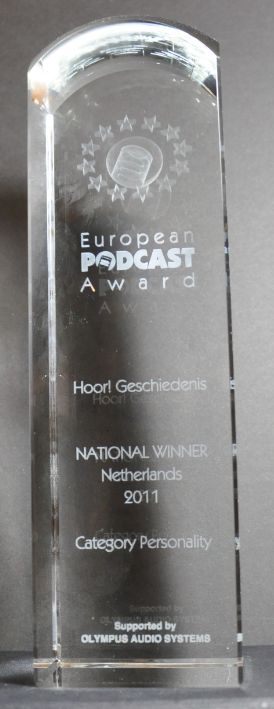 European
PODCAST
Award
Hoor! Geschiedenis
NATIONAL WINNER
Netherlands
2011
Category Personality
Supported by
OLYMPUS AUDIO SYSTEMS